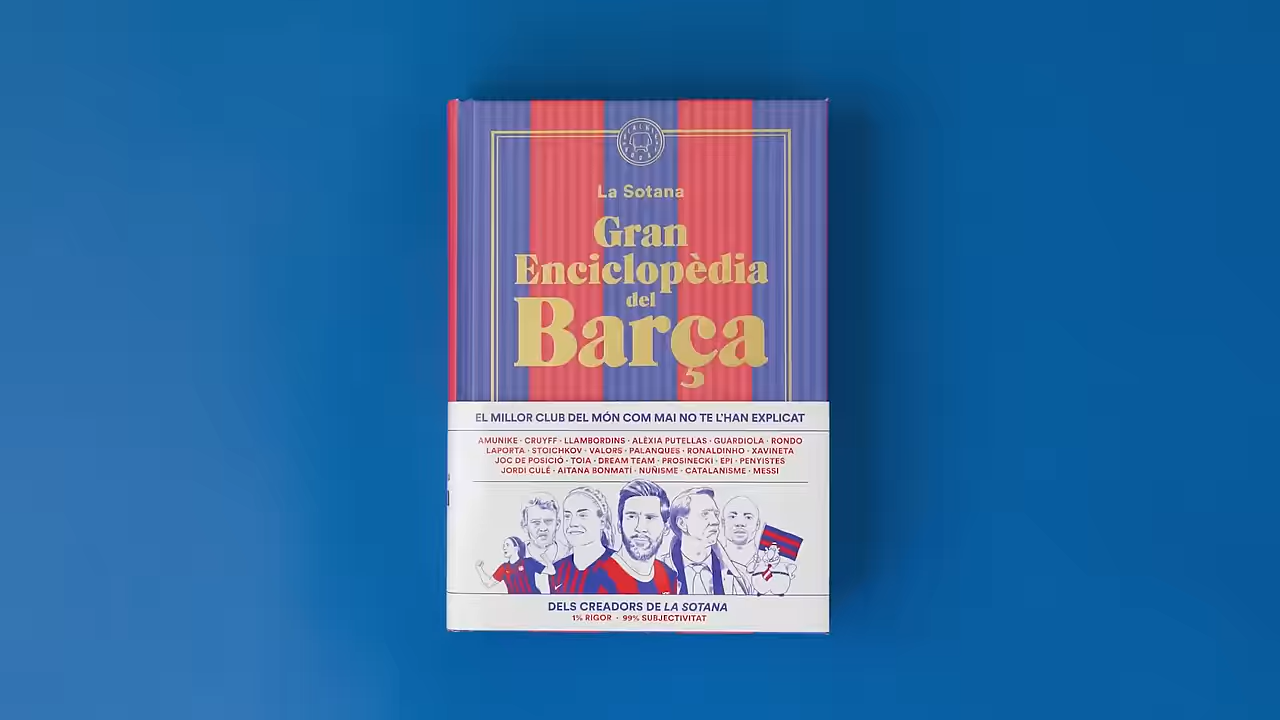 La Sotana
Gran
Enciclopèdia
del
Barça
EL MILLOR CLUB DEL MÓN COM MAI NO TE L'HAN EXPLICAT
AMUNIKE · CRUYFF · LLAMBORDINS · ALÈXIA PUTELLAS · GUARDIOLA · RONDO
LAPORTA · STOICHKOV · VALORS · PALANQUES · RONALDINHO · XAVINETA
JOC DE POSICIÓ · TOIA · DREAM TEAM · PROSINECKI · EPI · PENYISTES
JORDI CULÉ · AITANA BONMATÍ · NUÑISME · CATALANISME · MESSI
DELS CREADORS DE LA SOTANA
1% RIGOR · 99% SUBJECTIVITAT